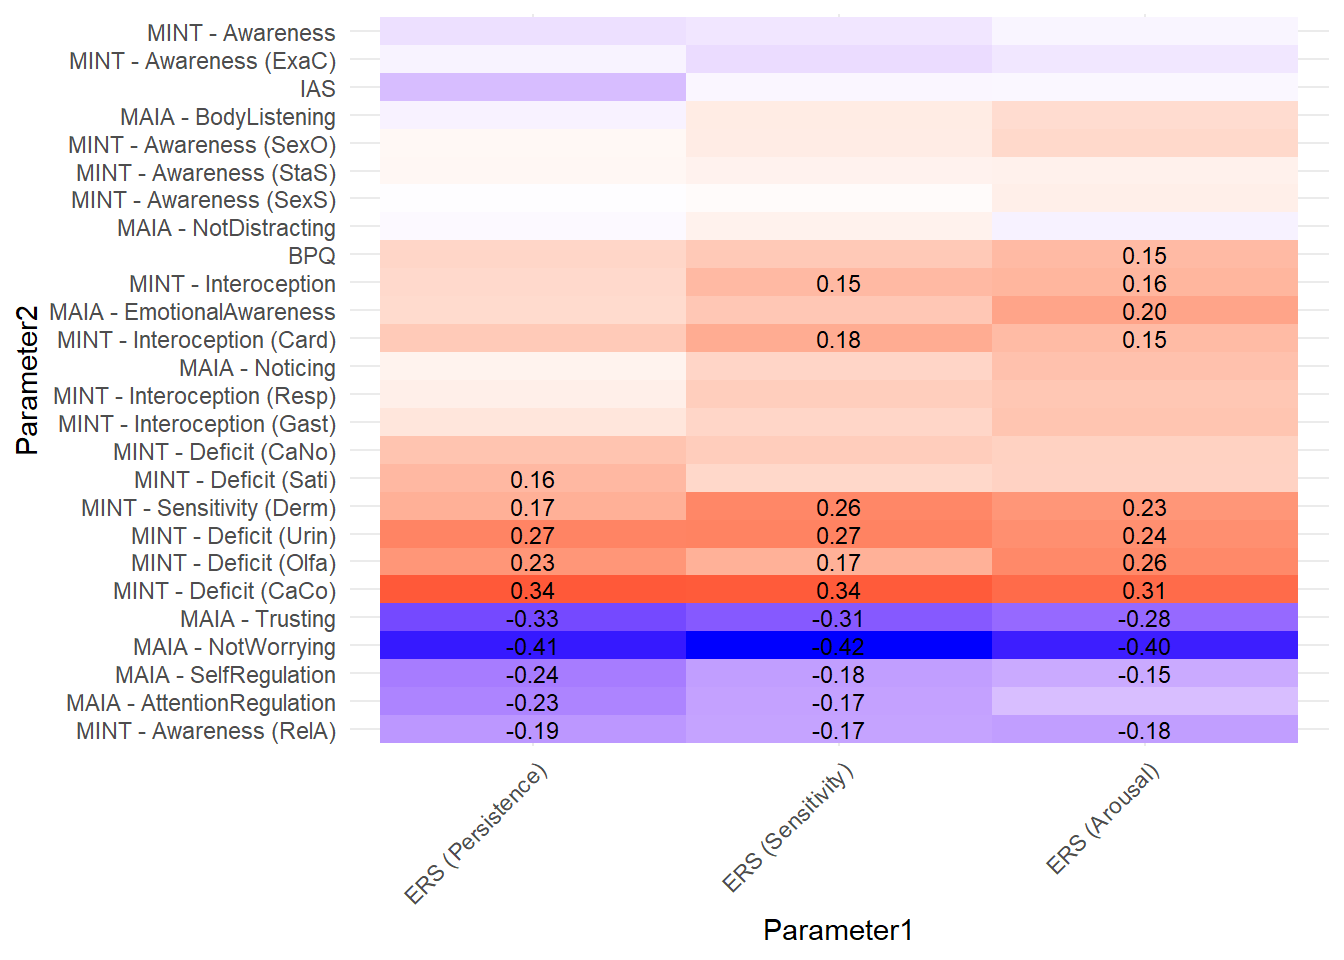 MINT - Awareness
MINT - Awareness (ExaC)
IAS
MAIA - BodyListening
MINT - Awareness (SexO)
MINT - Awareness (StaS)
MINT - Awareness (SexS)
MAIA - NotDistracting
BPQ 0.15
MINT - Interoception 0.15 0.16
MAIA - EmotionalAwareness 0.20
MINT - Interoception (Card) 0.18 0.15
MAIA - Noticing
MINT - Interoception (Resp)
MINT - Interoception (Gast)
MINT - Deficit (CaNo)
MINT - Deficit (Sati) 0.16
MINT - Sensitivity (Derm) 0.17 0.26 0.23
MINT - Deficit (Urin) 0.27 0.27 0.24
MINT - Deficit (Olfa) 0.23 0.17 0.26
MINT - Deficit (CaCo) 0.34 0.34 0.31
MAIA - Trusting -0.33 -0.31 -0.28
MAIA - NotWorrying -0.41 -0.42 -0.40
MAIA - SelfRegulation -0.24 -0.18 -0.15
MAIA - AttentionRegulation -0.23 -0.17
MINT - Awareness (RelA) -0.19 -0.17 -0.18
Parameter2
ERS (Persistence)
ERS (Sensitivity)
ERS (Arousal)
Parameter1